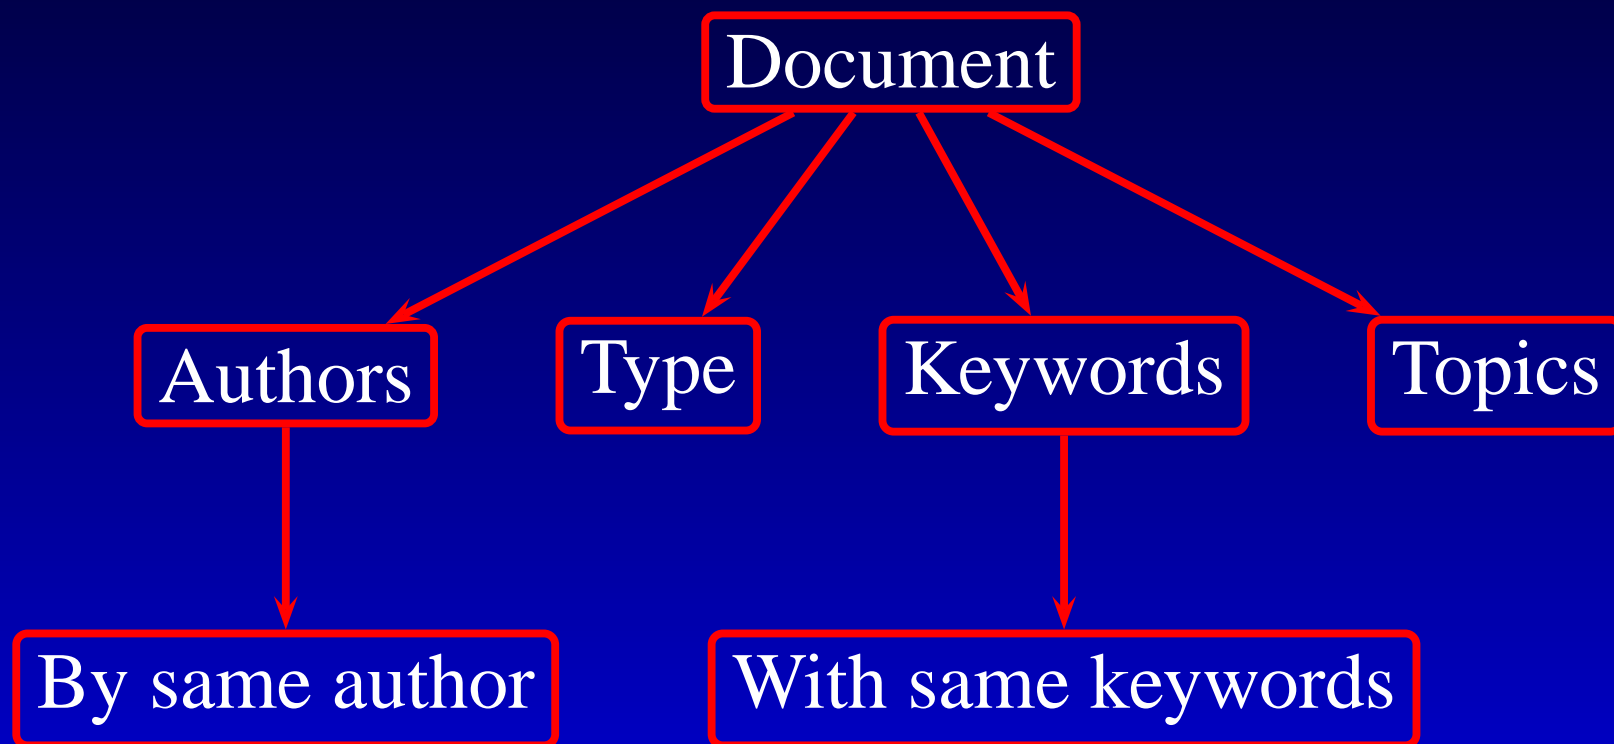 Document
Authors
Type
Keywords
Topics
By same author
With same keywords